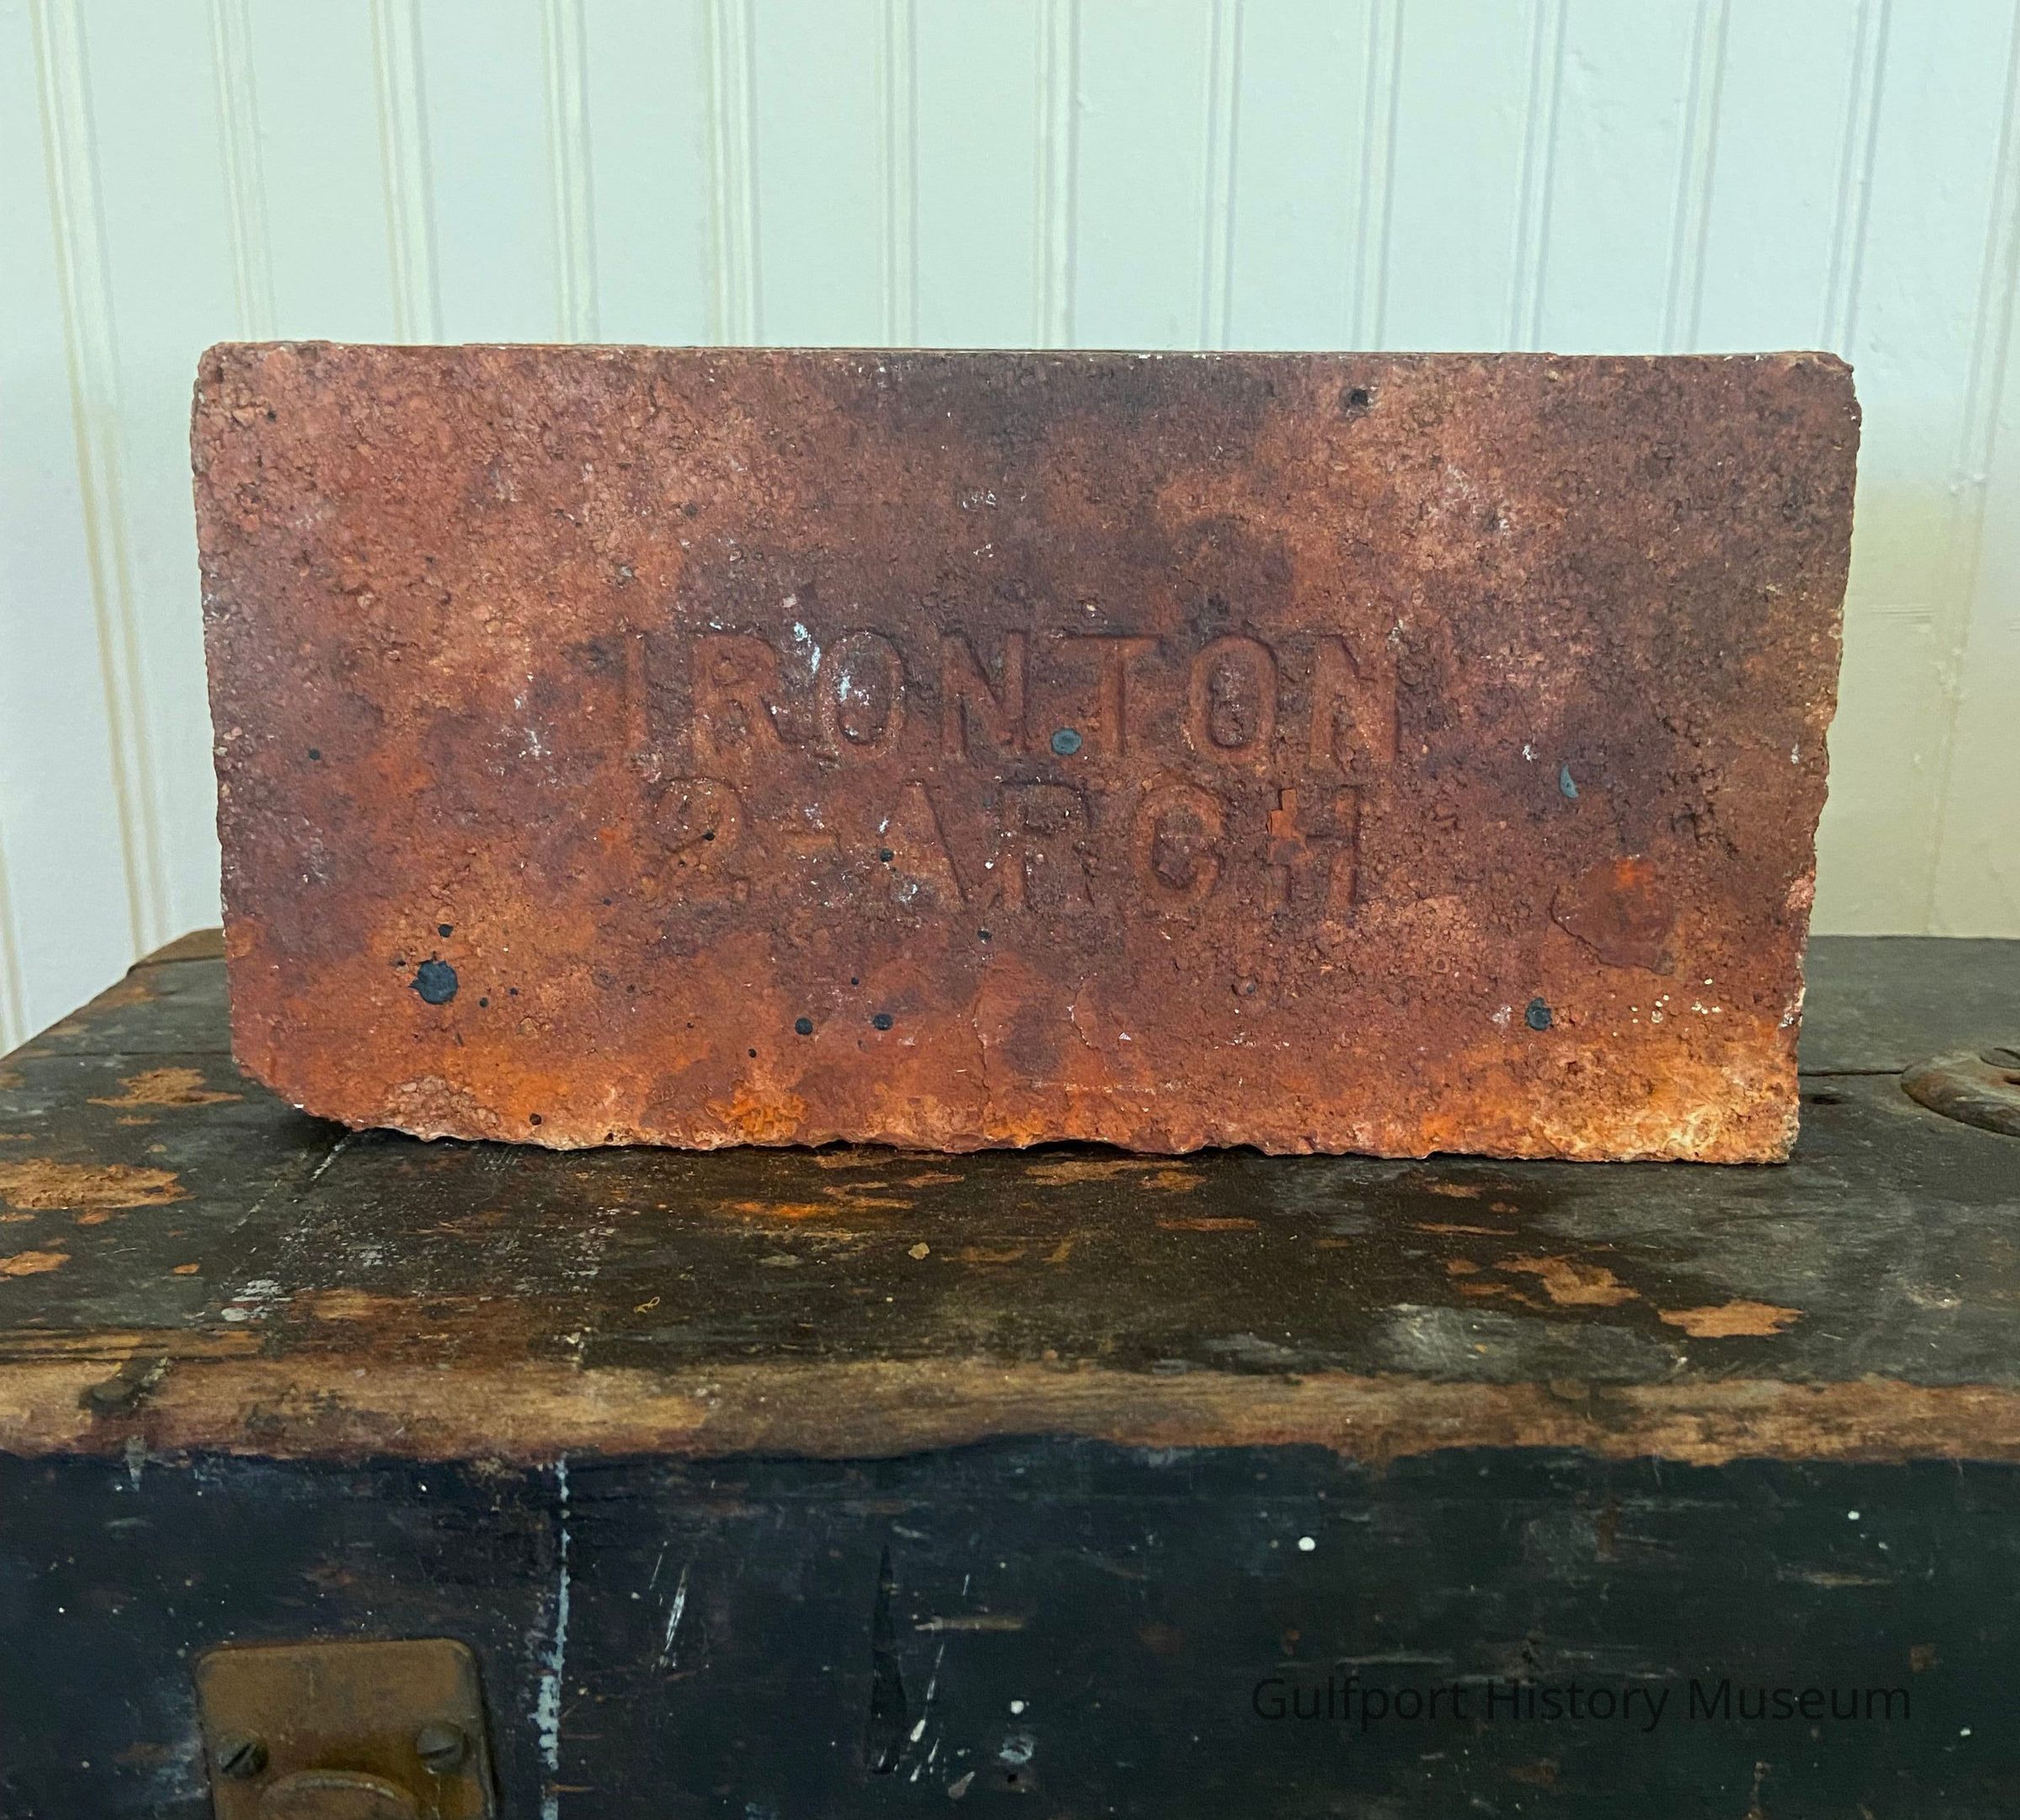 IRONTON
2-ARCH
Gulfport History Museum